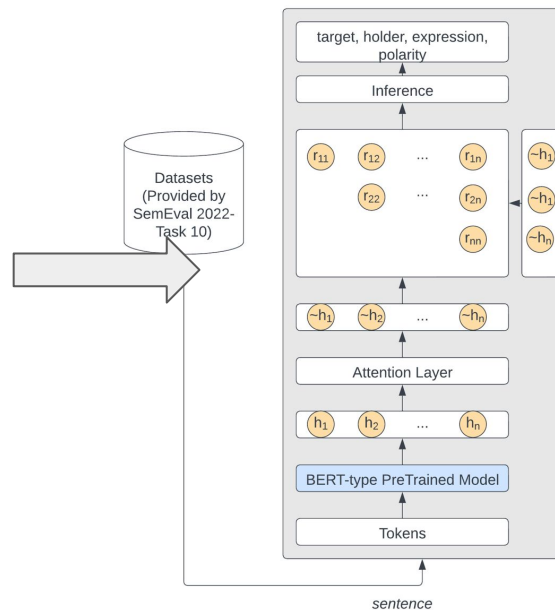 target, holder, expression,
polarity
Inference
r11 r12 ... r1n
r22 ... r2n
rnn
~h1
~h1
~hn
Datasets
(Provided by
SemEval 2022-
Task 10)
~h1 ~h2 ... ~hn
Attention Layer
h1 h2 ... hn
BERT-type PreTrained Model
Tokens
sentence